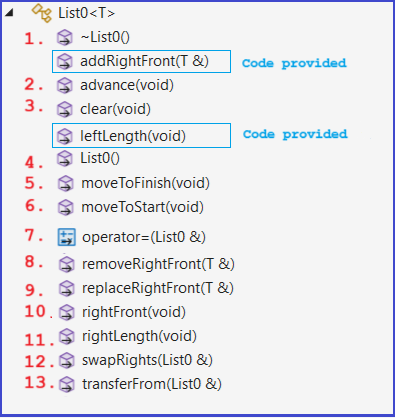 List0<T>
1. ~List0()
addRightFront(T &) Code provided
2. advance(void)
3. clear(void)
leftLength(void) Code provided
4. List0()
5. moveToFinish(void)
6. moveToStart(void)
7. operator=(List0 &)
8. removeRightFront(T &)
9. replaceRightFront(T &)
10. rightFront(void)
11. rightLength(void)
12. swapRights(List0 &)
13. transferFrom(List0 &)